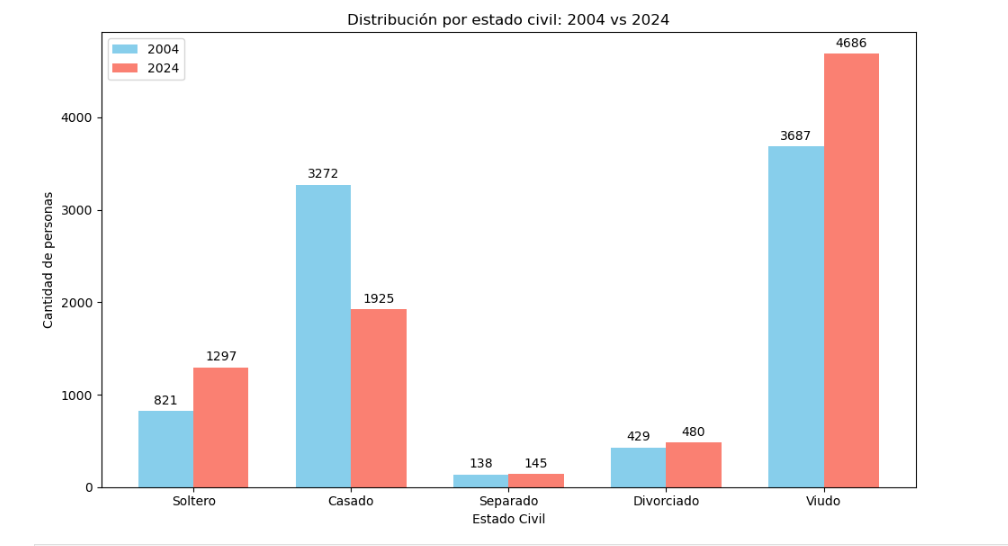 Distribución por estado civil: 2004 vs 2024
2004
2024
4686
3687
3272
1925
1297
821
138
145
429
480
4000
3000
2000
1000
0
Cantidad de personas
Soltero
Casado
Separado
Divorciado
Viudo
Estado Civil